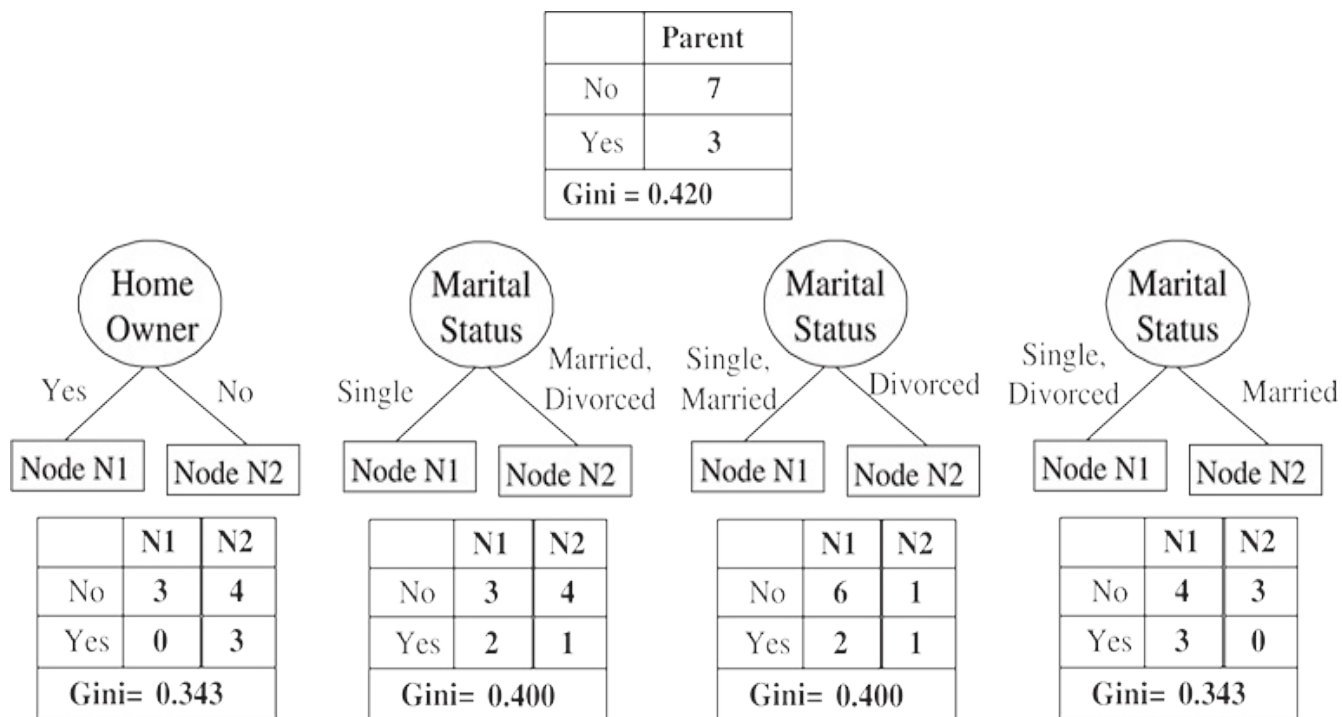 Parent
No 7
Yes 3
Gini = 0.420
Home
Owner
Yes
No
Node N1
Node N2
N1 N2
No 3 4
Yes 0 3
Gini= 0.343
Marital
Status
Single
Married,
Divorced
Node N1
Node N2
N1 N2
No 3 4
Yes 2 1
Gini= 0.400
Marital
Status
Single,
Married
Divorced
Node N1
Node N2
N1 N2
No 6 1
Yes 2 1
Gini= 0.400
Marital
Status
Single,
Divorced
Married
Node N1
Node N2
N1 N2
No 4 3
Yes 3 0
Gini= 0.343